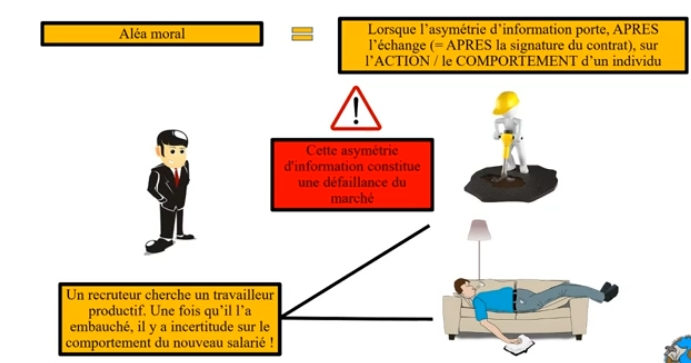 Aléa moral
Lorsque l'asymétrie d'information porte, APRES
l'échange (= APRES la signature du contrat), sur
l'ACTION / le COMPORTEMENT d'un individu
Cette asymétrie
d'information constitue
une défaillance du
marché
Un recruteur cherche un travailleur
productif. Une fois qu'il l'a
embauché, il y a incertitude sur le
comportement du nouveau salarié !